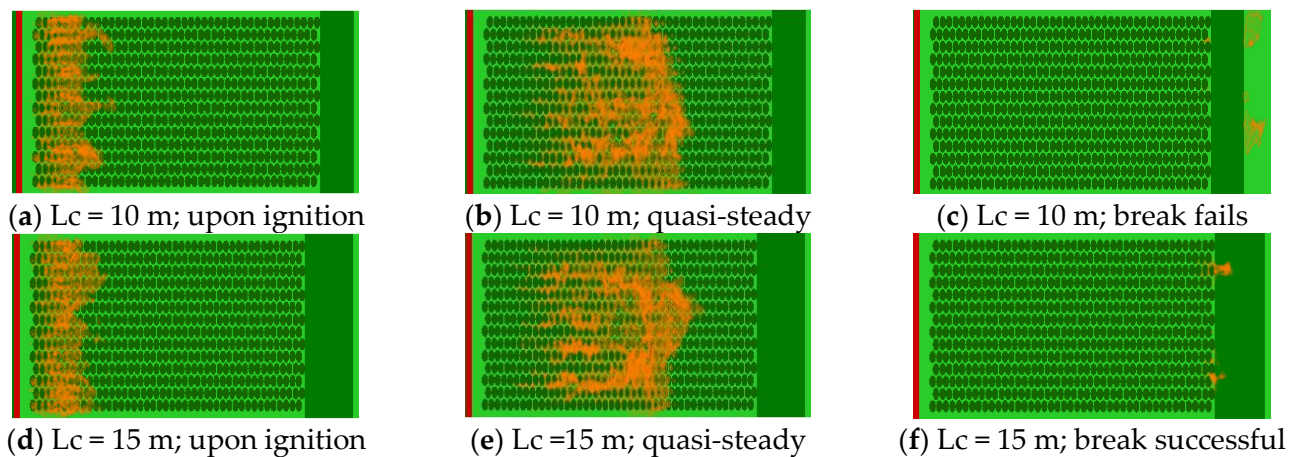 (a) Lc = 10 m; upon ignition
(b) Lc = 10 m; quasi-steady
(c) Lc = 10 m; break fails
(d) Lc = 15 m; upon ignition
(e) Lc =15 m; quasi-steady
(f) Lc = 15 m; break successful